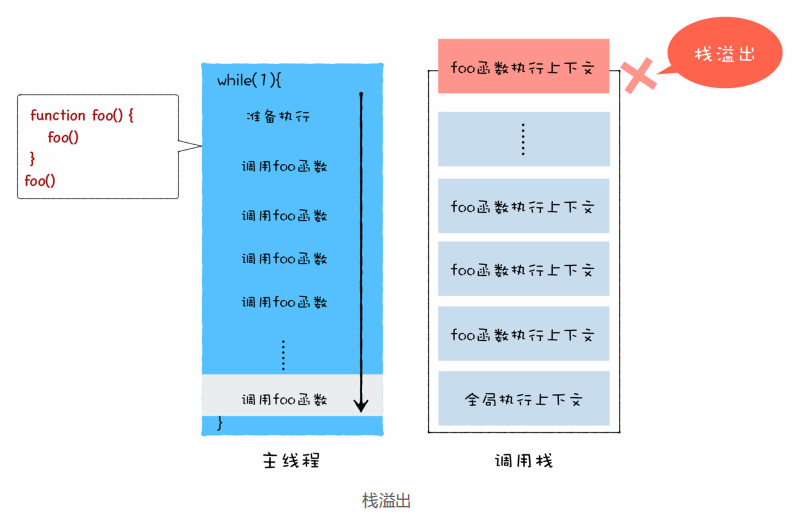 function foo() {
foo()
}
foo()
while(1){
准备执行
调用foo函数
调用foo函数
调用foo函数
调用foo函数
......
调用foo函数
}
主线程
栈溢出
foo函数执行上下文
......
foo函数执行上下文
foo函数执行上下文
foo函数执行上下文
全局执行上下文
调用栈
栈溢出